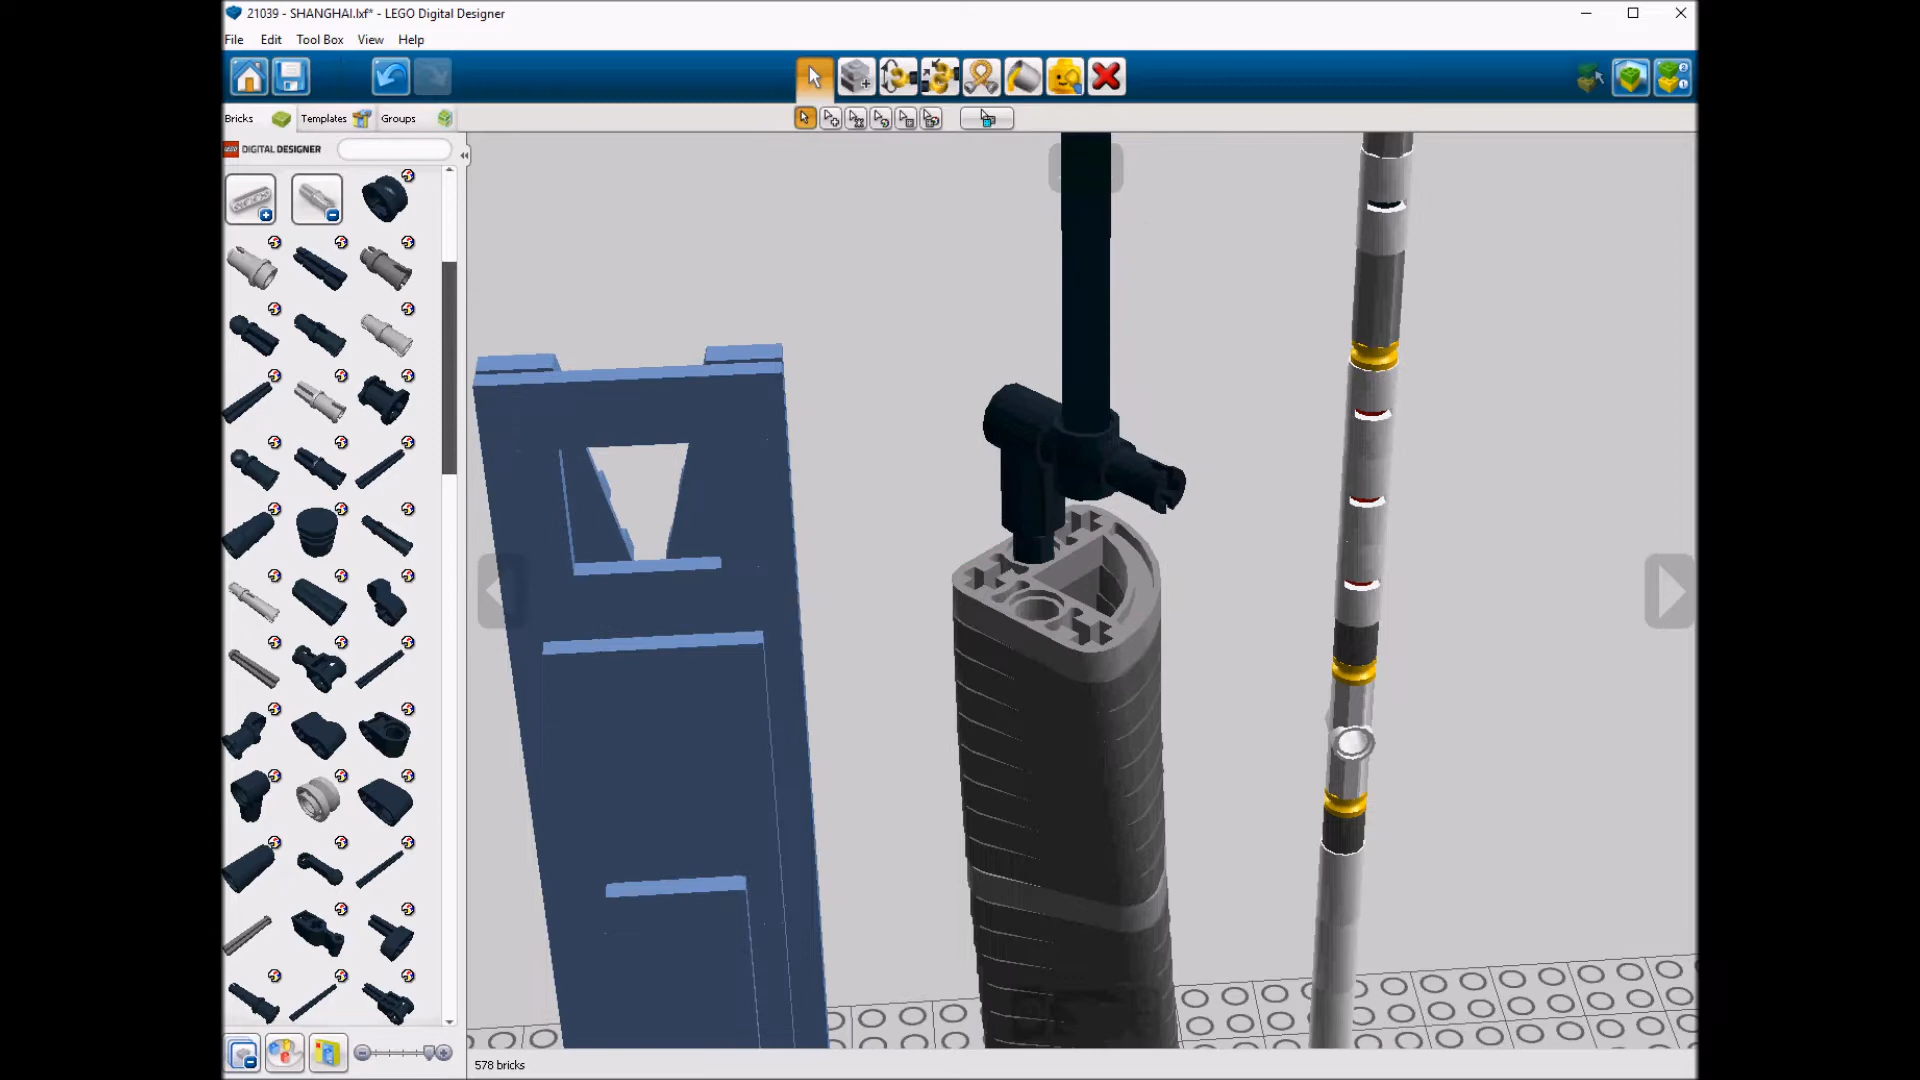 21039 - SHANGHAI.lxf* - LEGO Digital Designer
File Edit Tool Box View Help
Bricks Templates Groups
LEGO DIGITAL DESIGNER
578 bricks